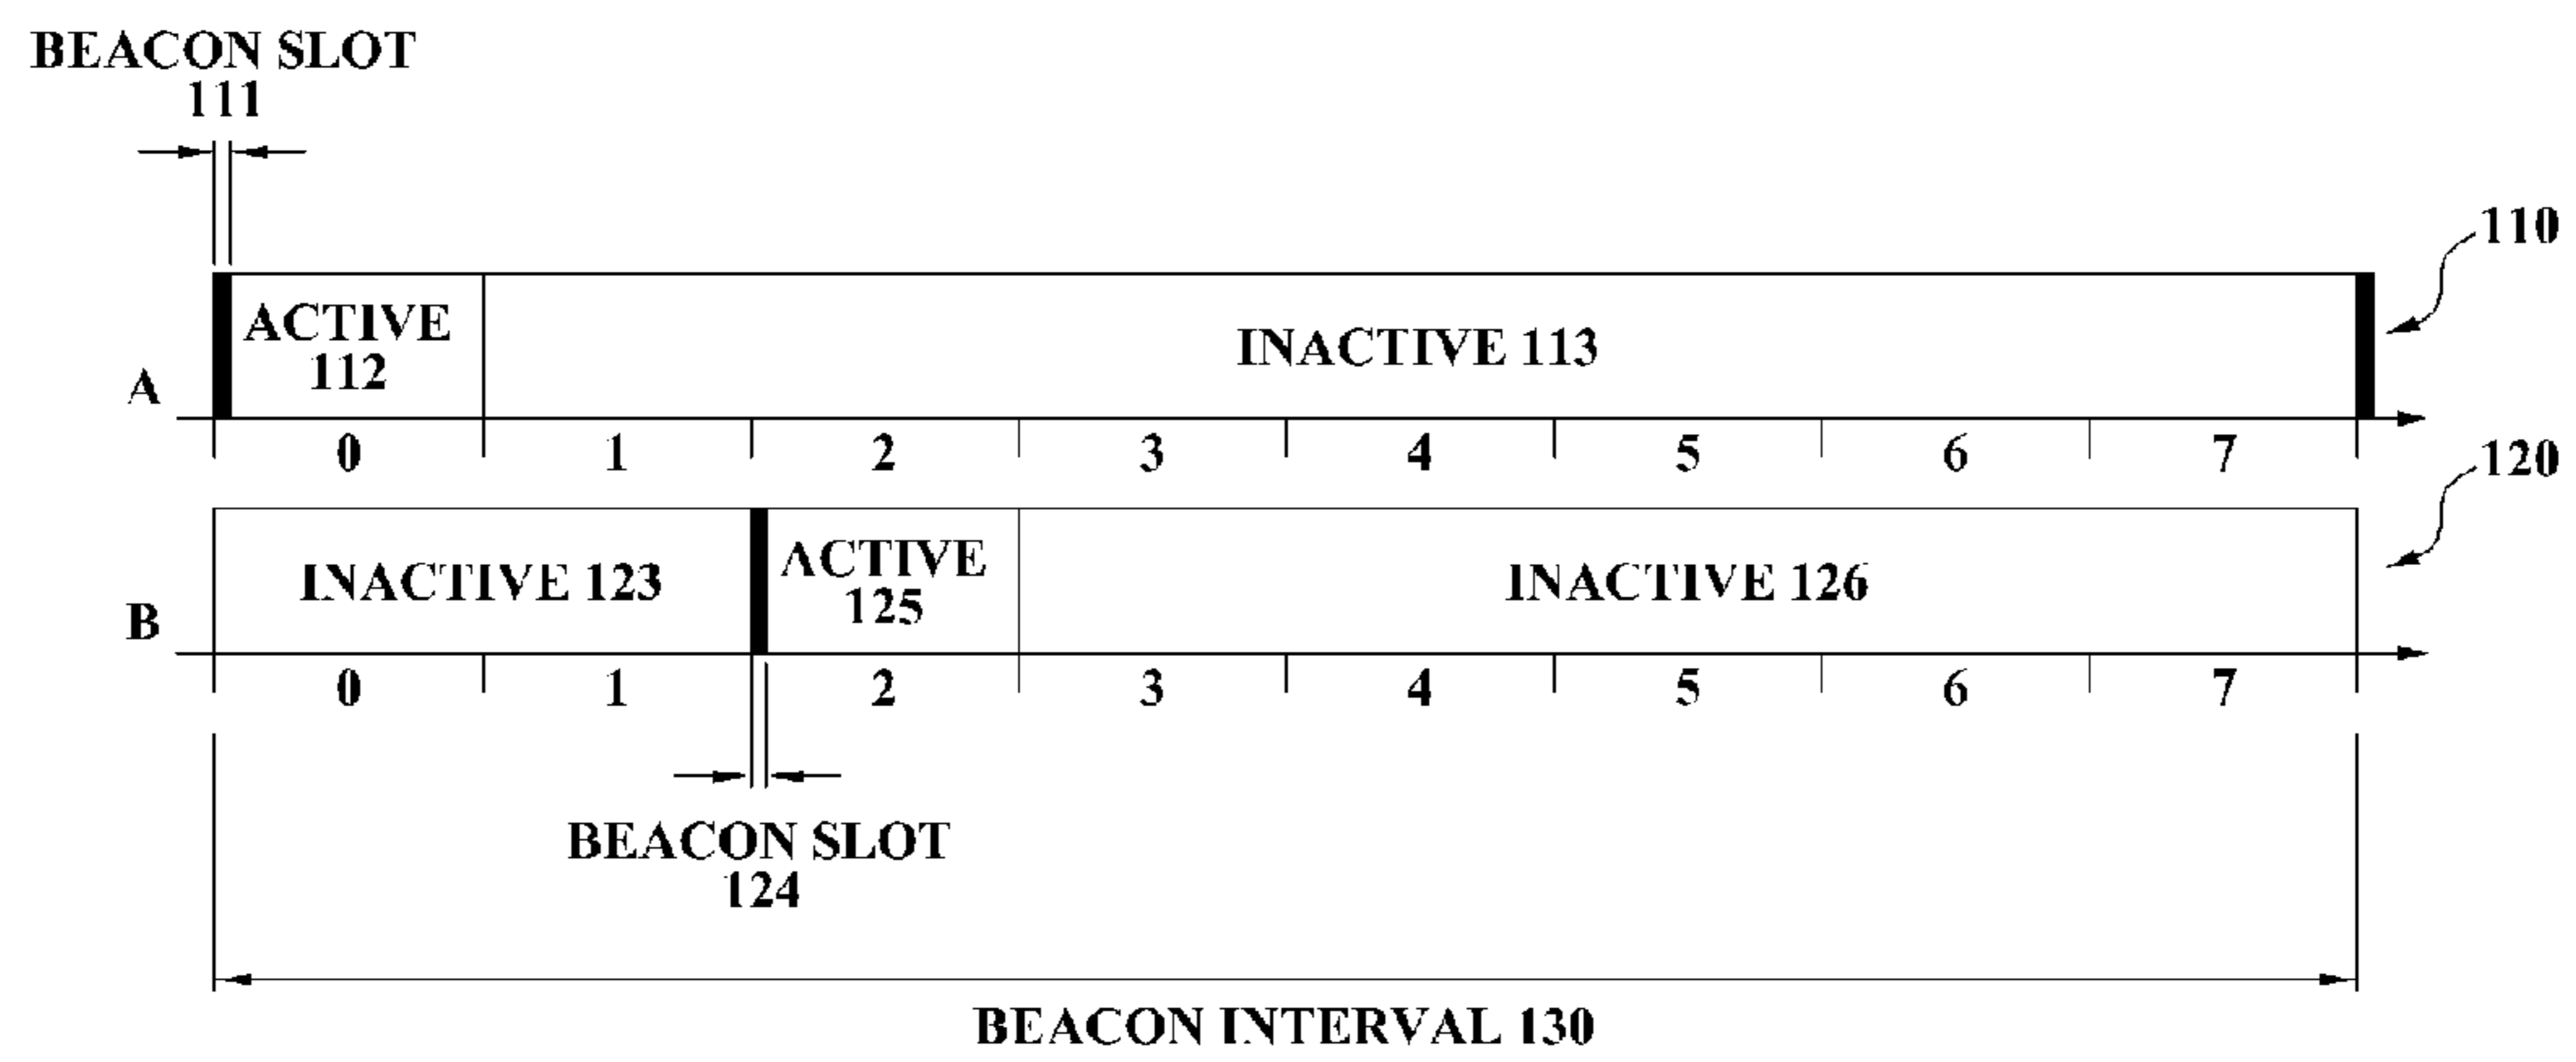 BEACON SLOT
111
110
ACTIVE
112
INACTIVE 113
A
0 1 2 3 4 5 6 7
120
INACTIVE 123
ACTIVE
125
INACTIVE 126
B
0 1 2 3 4 5 6 7
BEACON SLOT
124
BEACON INTERVAL 130